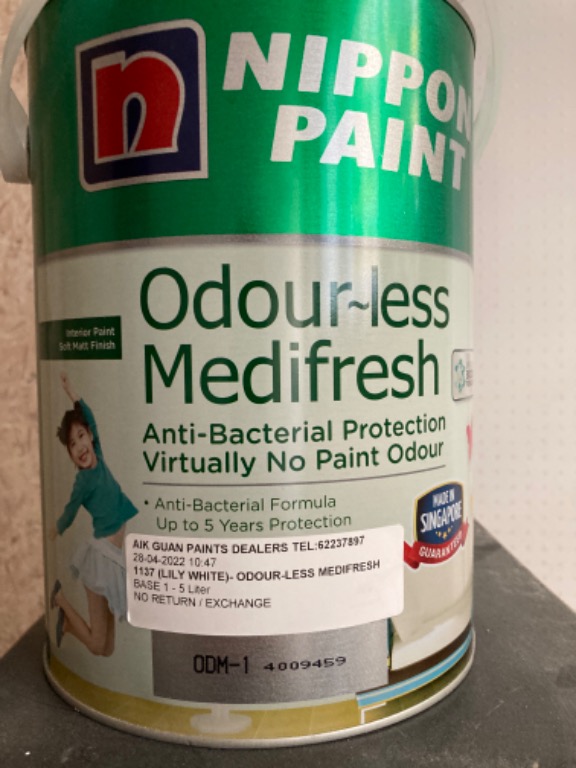 n
NIPPON
PAINT
Odour~less
Medifresh
Interior Paint
Soft Matt Finish
Anti-Bacterial Protection
Virtually No Paint Odour
• Anti-Bacterial Formula
Up to 5 Years Protection
MADE IN
SINGAPORE
GUARANTEE
AIK GUAN PAINTS DEALERS TEL:62237897
28-04-2022 10:47
1137 (LILY WHITE)- ODOUR-LESS MEDIFRESH
BASE 1 - 5 Liter
NO RETURN / EXCHANGE
ODM-1 4009459